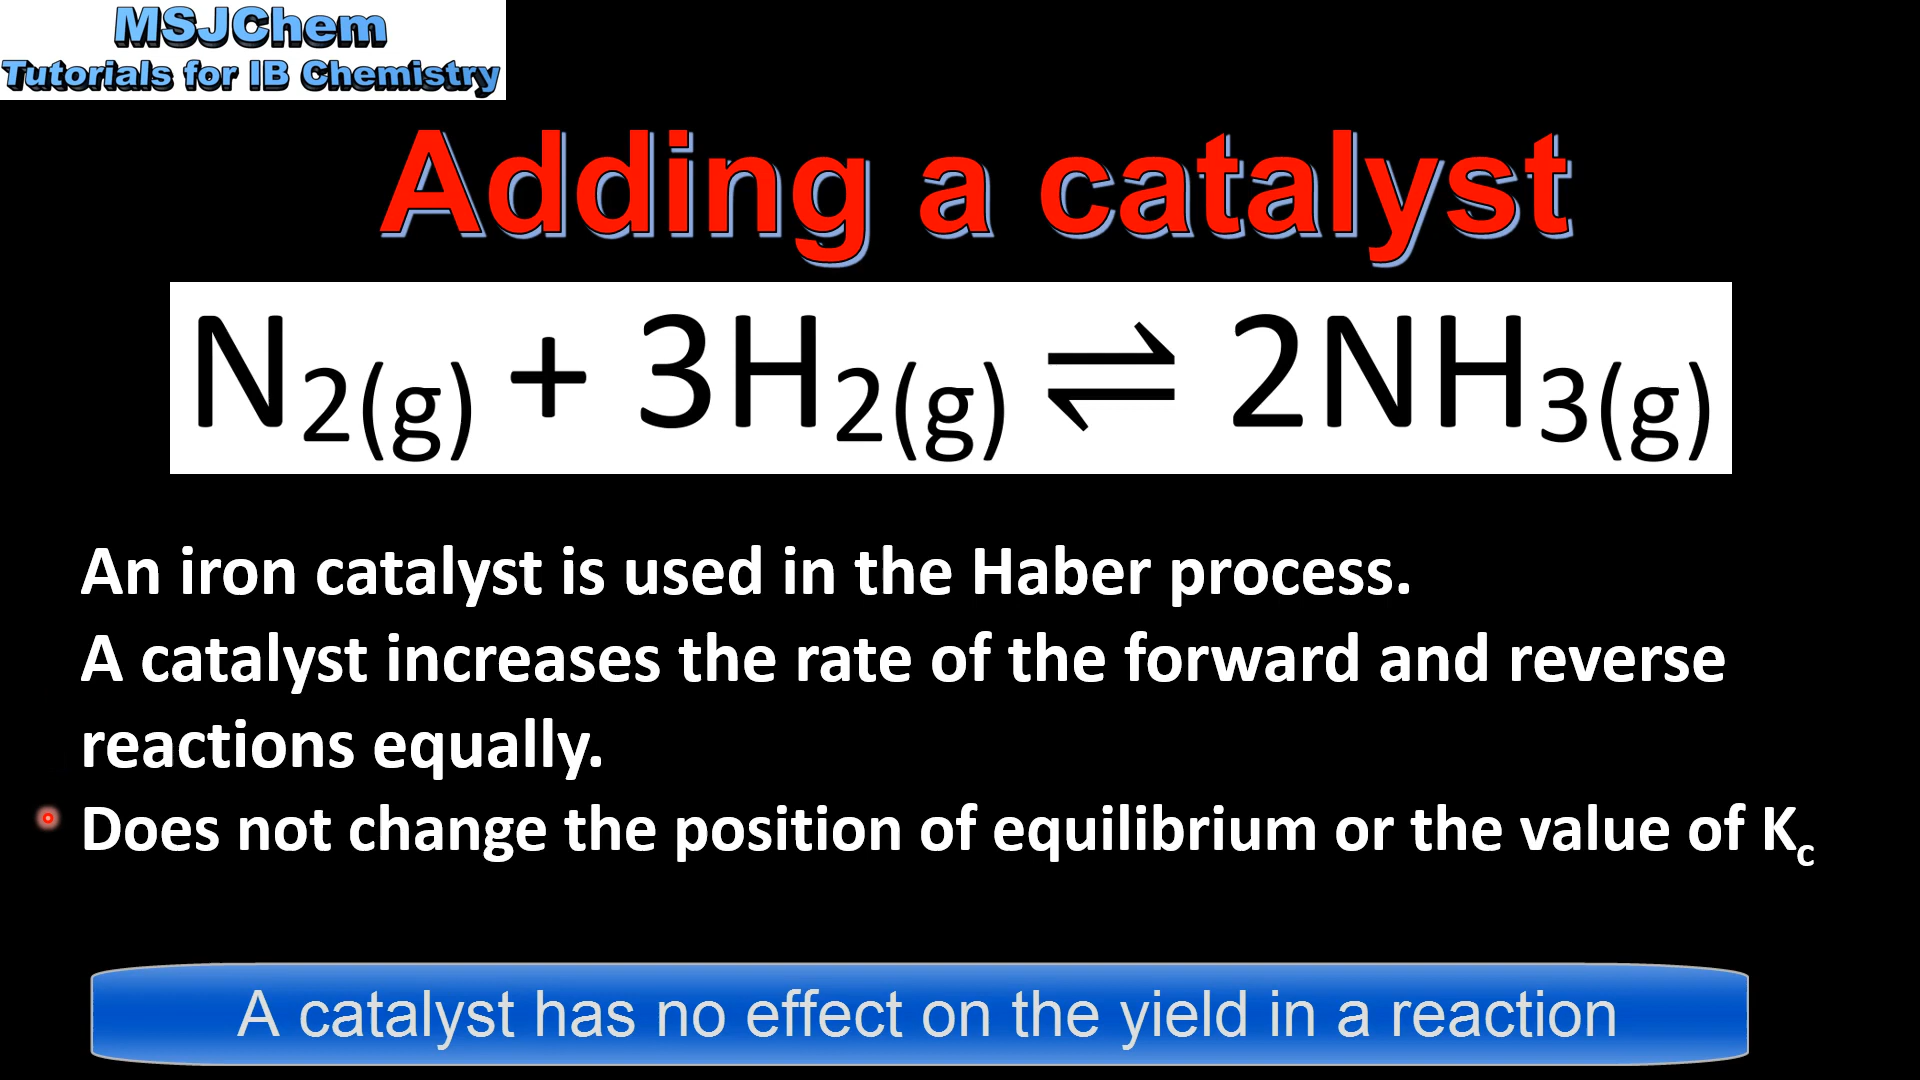 MSJChem
Tutorials for IB Chemistry
Adding a catalyst
N₂(g) + 3H₂(g) ⇌ 2NH₃(g)
An iron catalyst is used in the Haber process.
A catalyst increases the rate of the forward and reverse
reactions equally.
Does not change the position of equilibrium or the value of Kc
A catalyst has no effect on the yield in a reaction